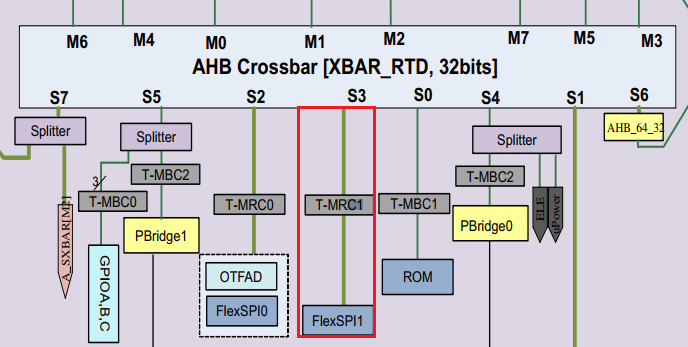 M6 M4 M0 M1 M2 M7 M5 M3
AHB Crossbar [XBAR_RTD, 32bits]
S7 S5 S2 S3 S0 S4 S1 S6
Splitter
Splitter
Splitter
AHB_64_32
3
T-MBC2
T-MBC2
T-MBC0
T-MRC0
T-MRC1
T-MBC1
ELE
uPower
PBridge1
PBridge0
GPIOA,B,C
OTFAD
ROM
FlexSPI0
FlexSPI1